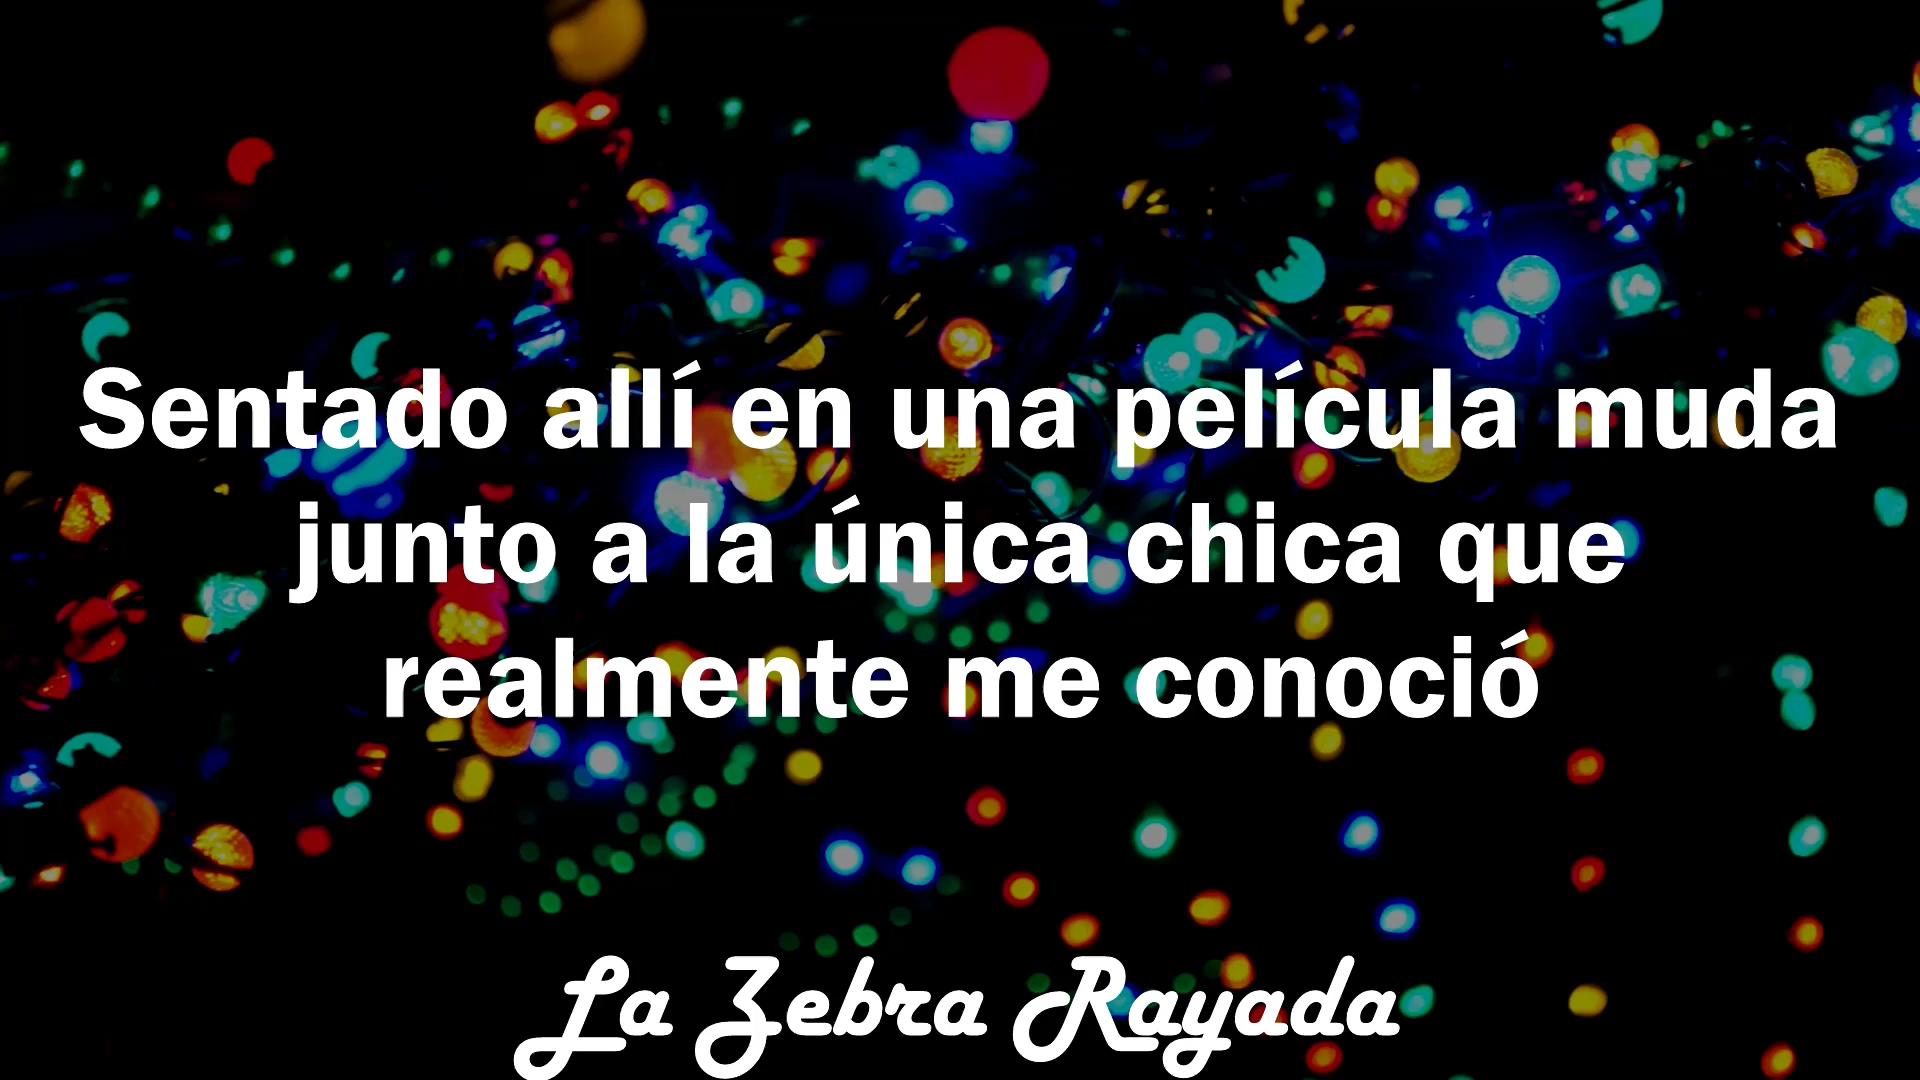 Sentado allí en una película muda
junto a la única chica que
realmente me conoció
La Zebra Rayada